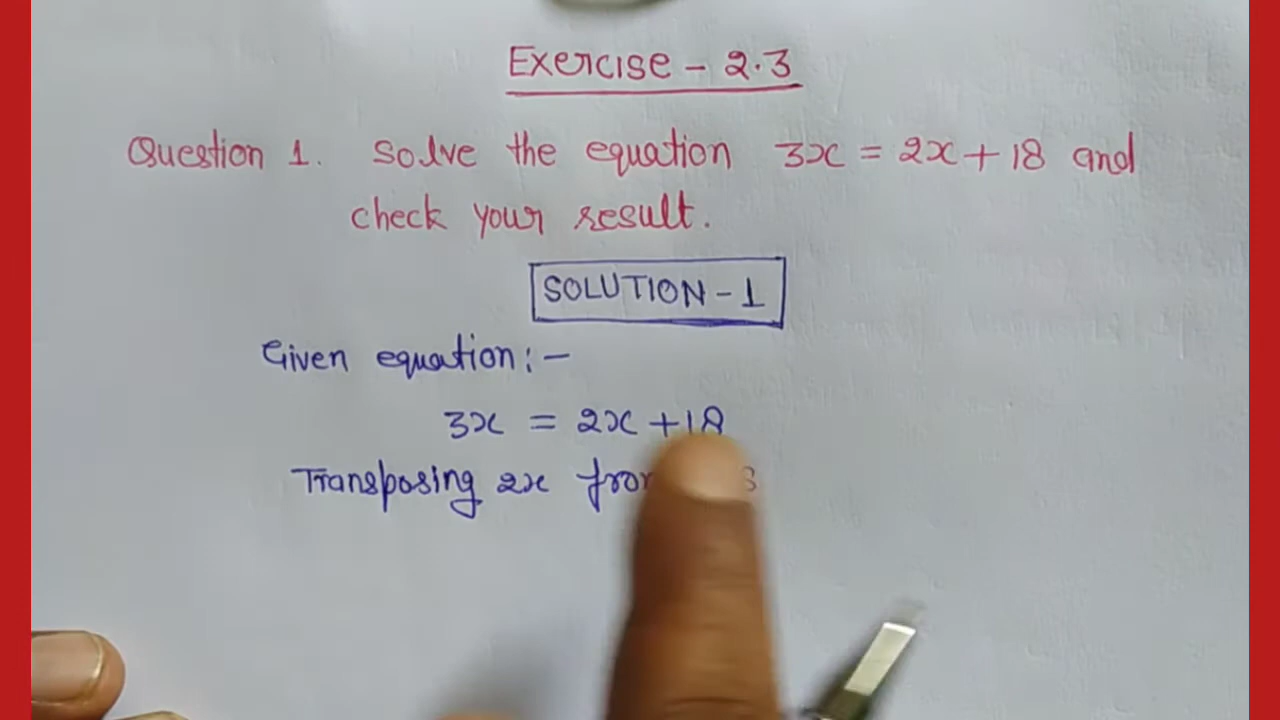 Exercise - 2.3
Question 1. Solve the equation 3x = 2x + 18 and
check your result.
SOLUTION - 1
Given equation:-
3x = 2x + 18
Transposing 2x from